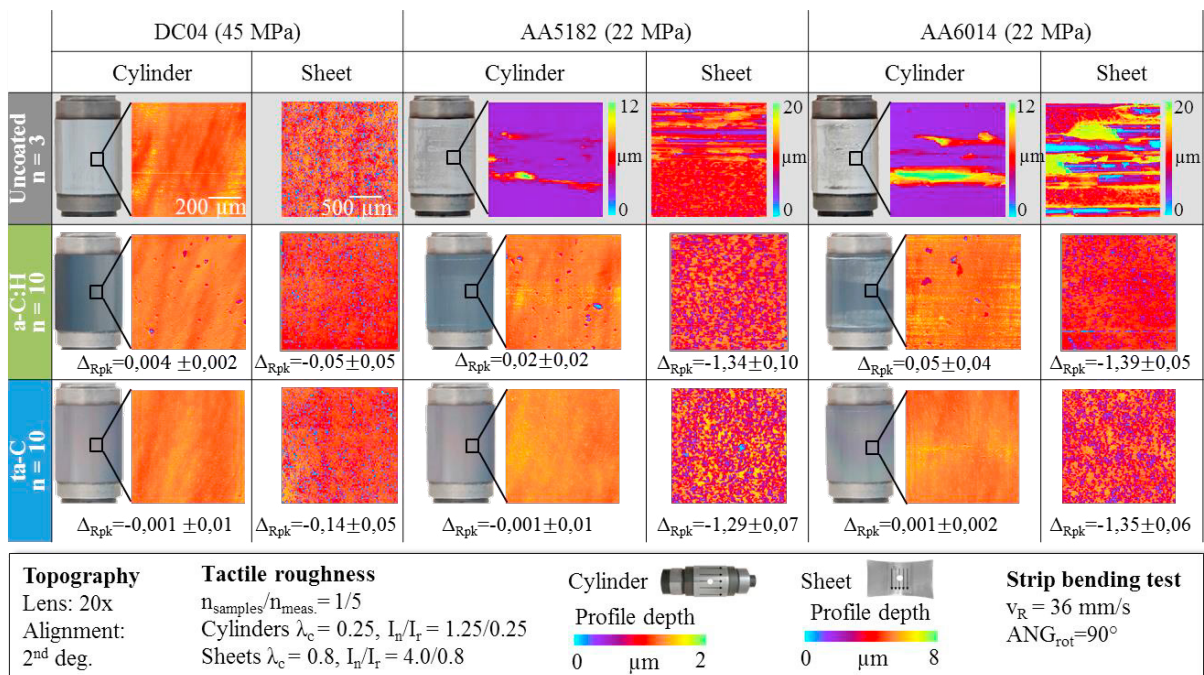 DC04 (45 MPa) AA5182 (22 MPa) AA6014 (22 MPa)
Cylinder Sheet Cylinder Sheet Cylinder Sheet
Uncoated
n = 3
200 µm
500 µm
12
µm
0
20
µm
0
12
µm
0
20
µm
0
a-C:H
n = 10
ΔRpk=0,004 ±0,002 ΔRpk=-0,05±0,05 ΔRpk=0,02±0,02 ΔRpk=-1,34±0,10 ΔRpk=0,05±0,04 ΔRpk=-1,39±0,05
ta-C
n = 10
ΔRpk=-0,001 ±0,01 ΔRpk=-0,14±0,05 ΔRpk=-0,001±0,01 ΔRpk=-1,29±0,07 ΔRpk=0,001±0,002 ΔRpk=-1,35±0,06
Topography
Lens: 20x
Alignment:
2nd deg.
Tactile roughness
nsamples/nmeas.= 1/5
Cylinders λc = 0.25, In/Ir = 1.25/0.25
Sheets λc = 0.8, In/Ir = 4.0/0.8
Cylinder
Profile depth
0 µm 2
Sheet
Profile depth
0 µm 8
Strip bending test
vR = 36 mm/s
ANGrot=90°